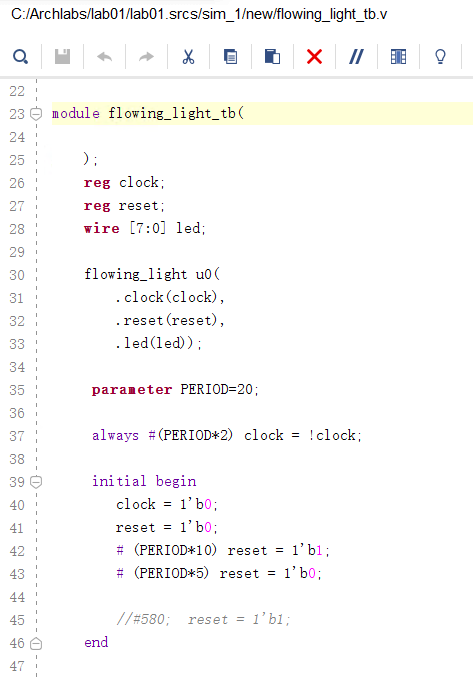 C:/Archlabs/lab01/lab01.srcs/sim_1/new/flowing_light_tb.v
22
23 module flowing_light_tb(
24
25 );
26 reg clock;
27 reg reset;
28 wire [7:0] led;
29
30 flowing_light u0(
31 .clock(clock),
32 .reset(reset),
33 .led(led));
34
35 parameter PERIOD=20;
36
37 always #(PERIOD*2) clock = !clock;
38
39 initial begin
40 clock = 1'b0;
41 reset = 1'b0;
42 # (PERIOD*10) reset = 1'b1;
43 # (PERIOD*5) reset = 1'b0;
44
45 //#580; reset = 1'b1;
46 end
47